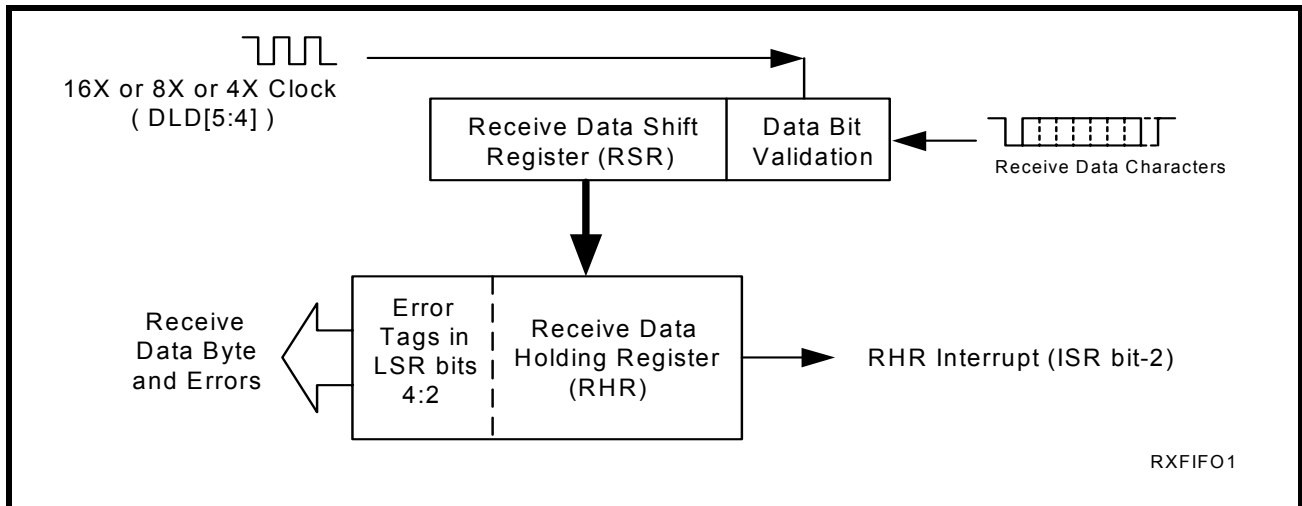 16X or 8X or 4X Clock
( DLD[5:4] )
Receive Data Shift
Register (RSR)
Data Bit
Validation
Receive Data Characters
Receive
Data Byte
and Errors
Error
Tags in
LSR bits
4:2
Receive Data
Holding Register
(RHR)
RHR Interrupt (ISR bit-2)
RXFIFO1